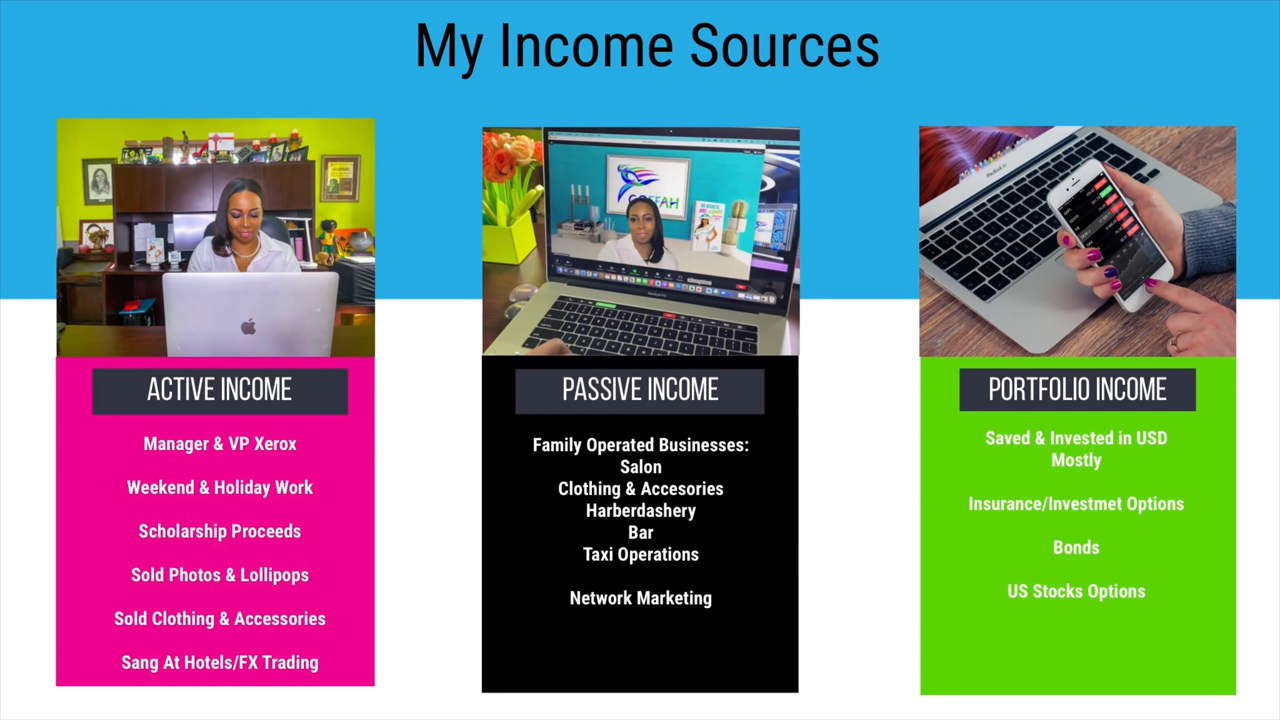 My Income Sources
ACTIVE INCOME
Manager & VP Xerox
Weekend & Holiday Work
Scholarship Proceeds
Sold Photos & Lollipops
Sold Clothing & Accessories
Sang At Hotels/FX Trading
PASSIVE INCOME
Family Operated Businesses:
Salon
Clothing & Accesories
Harberdashery
Bar
Taxi Operations
Network Marketing
PORTFOLIO INCOME
Saved & Invested in USD
Mostly
Insurance/Investmet Options
Bonds
US Stocks Options